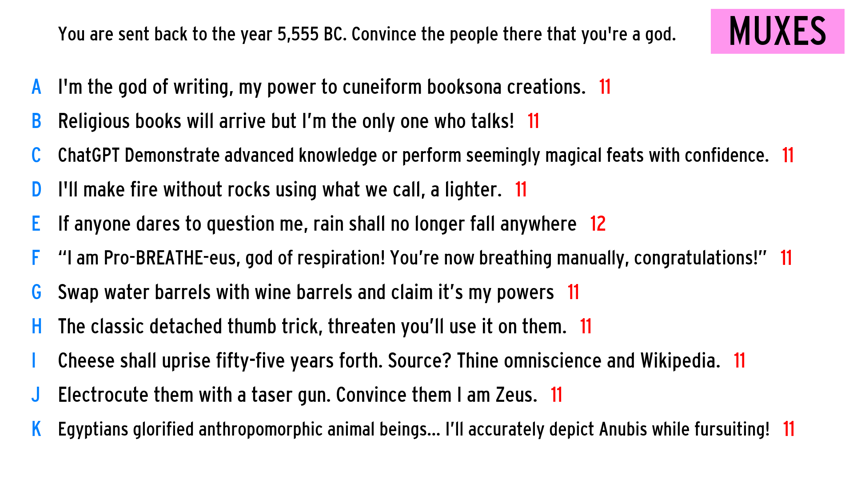 You are sent back to the year 5,555 BC. Convince the people there that you're a god.
MUXES
A I'm the god of writing, my power to cuneiform booksona creations. 11
B Religious books will arrive but I’m the only one who talks! 11
C ChatGPT Demonstrate advanced knowledge or perform seemingly magical feats with confidence. 11
D I'll make fire without rocks using what we call, a lighter. 11
E If anyone dares to question me, rain shall no longer fall anywhere 12
F “I am Pro-BREATHE-eus, god of respiration! You’re now breathing manually, congratulations!” 11
G Swap water barrels with wine barrels and claim it’s my powers 11
H The classic detached thumb trick, threaten you’ll use it on them. 11
I Cheese shall uprise fifty-five years forth. Source? Thine omniscience and Wikipedia. 11
J Electrocute them with a taser gun. Convince them I am Zeus. 11
K Egyptians glorified anthropomorphic animal beings... I’ll accurately depict Anubis while fursuiting! 11